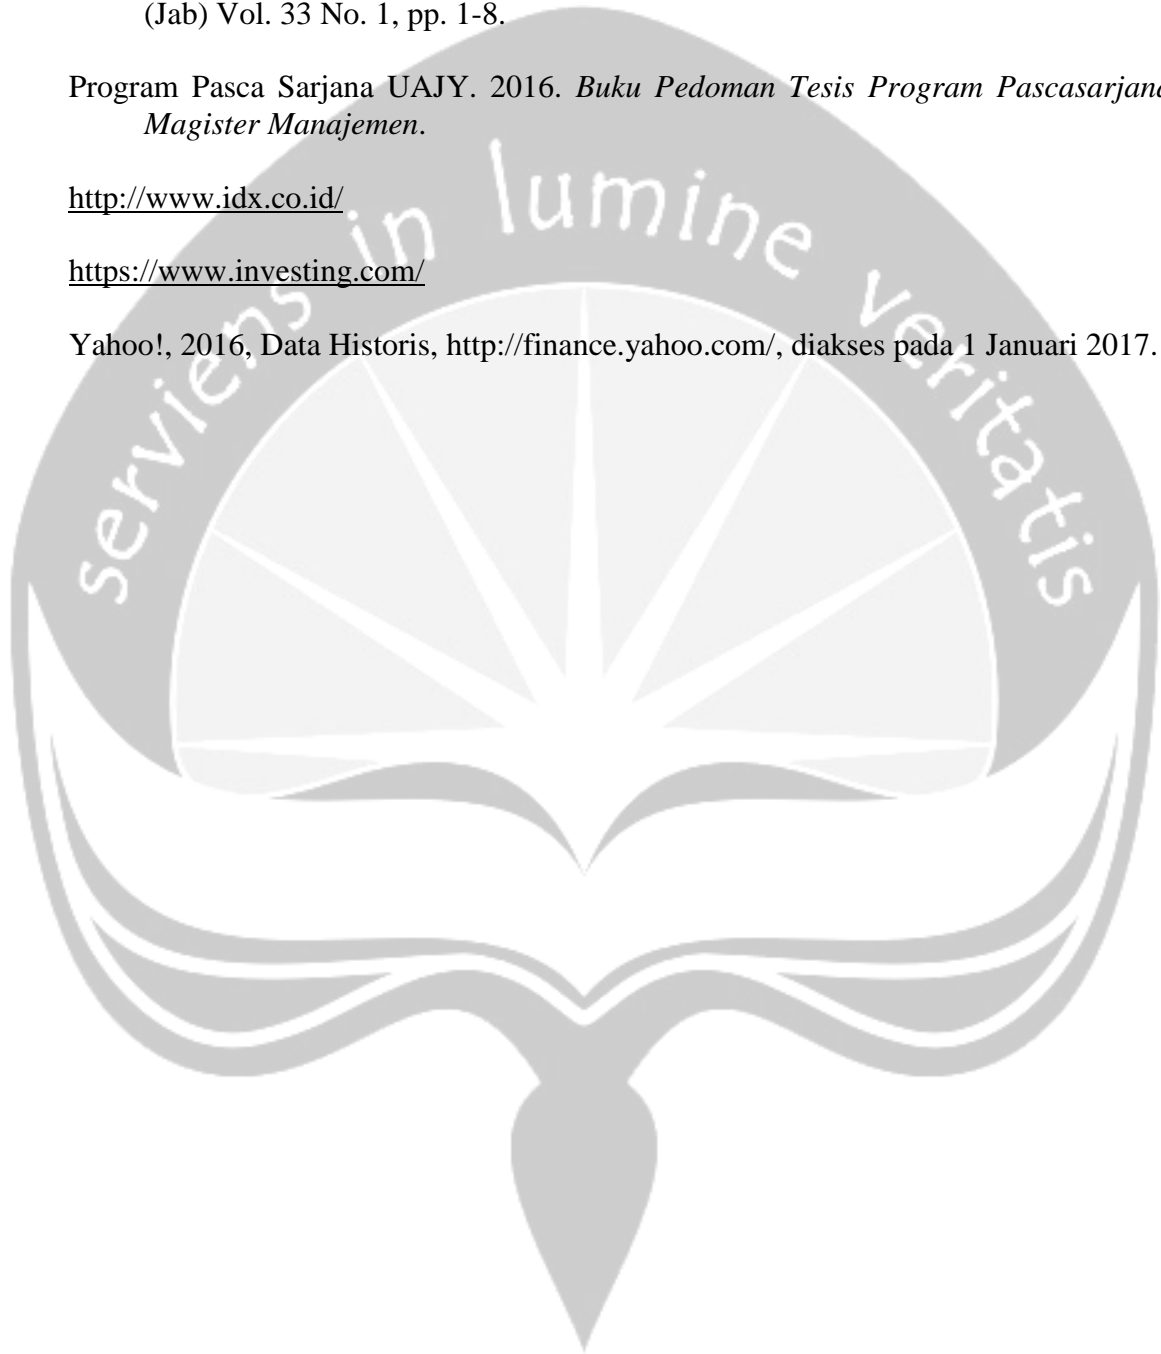 (Jab) Vol. 33 No. 1, pp. 1-8.
Program Pasca Sarjana UAJY. 2016. Buku Pedoman Tesis Program Pascasarjana
Magister Manajemen.
http://www.idx.co.id/
https://www.investing.com/
Yahoo!, 2016, Data Historis, http://finance.yahoo.com/, diakses pada 1 Januari 2017.
serviens in lumine veritatis